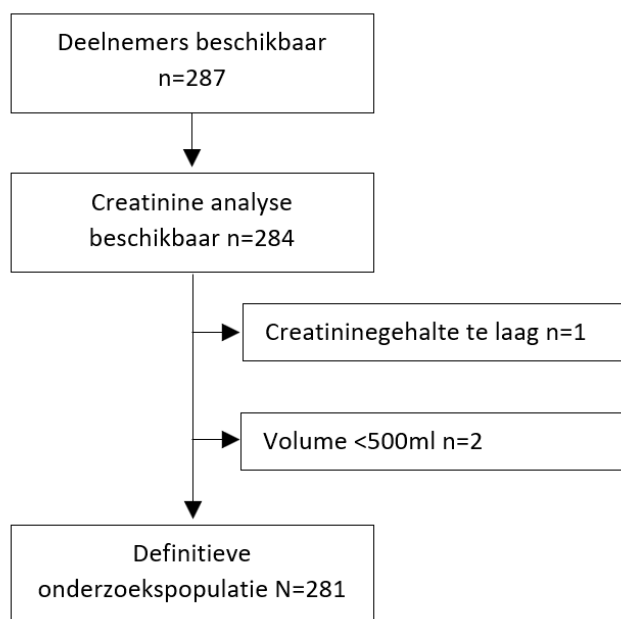 Deelnemers beschikbaar
n=287
Creatinine analyse
beschikbaar n=284
Creatininegehalte te laag n=1
Volume <500ml n=2
Definitieve
onderzoekspopulatie N=281